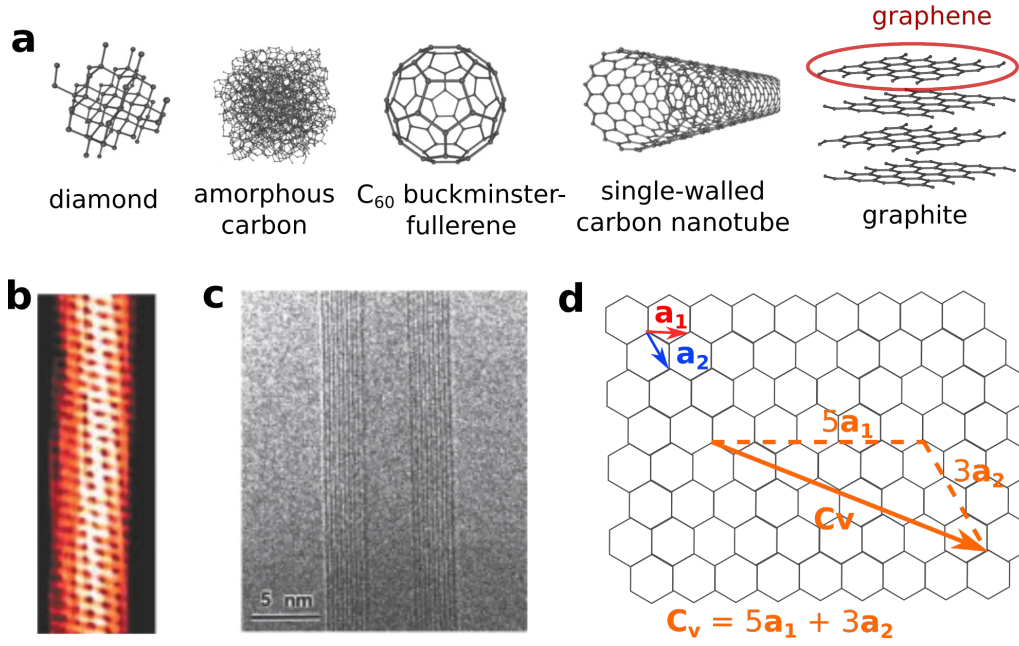 a
graphene
diamond
amorphous
carbon
C₆₀ buckminster-
fullerene
single-walled
carbon nanotube
graphite
b
c
5 nm
d
a₁
a₂
5a₁
3a₂
Cv
Cᵥ = 5a₁ + 3a₂